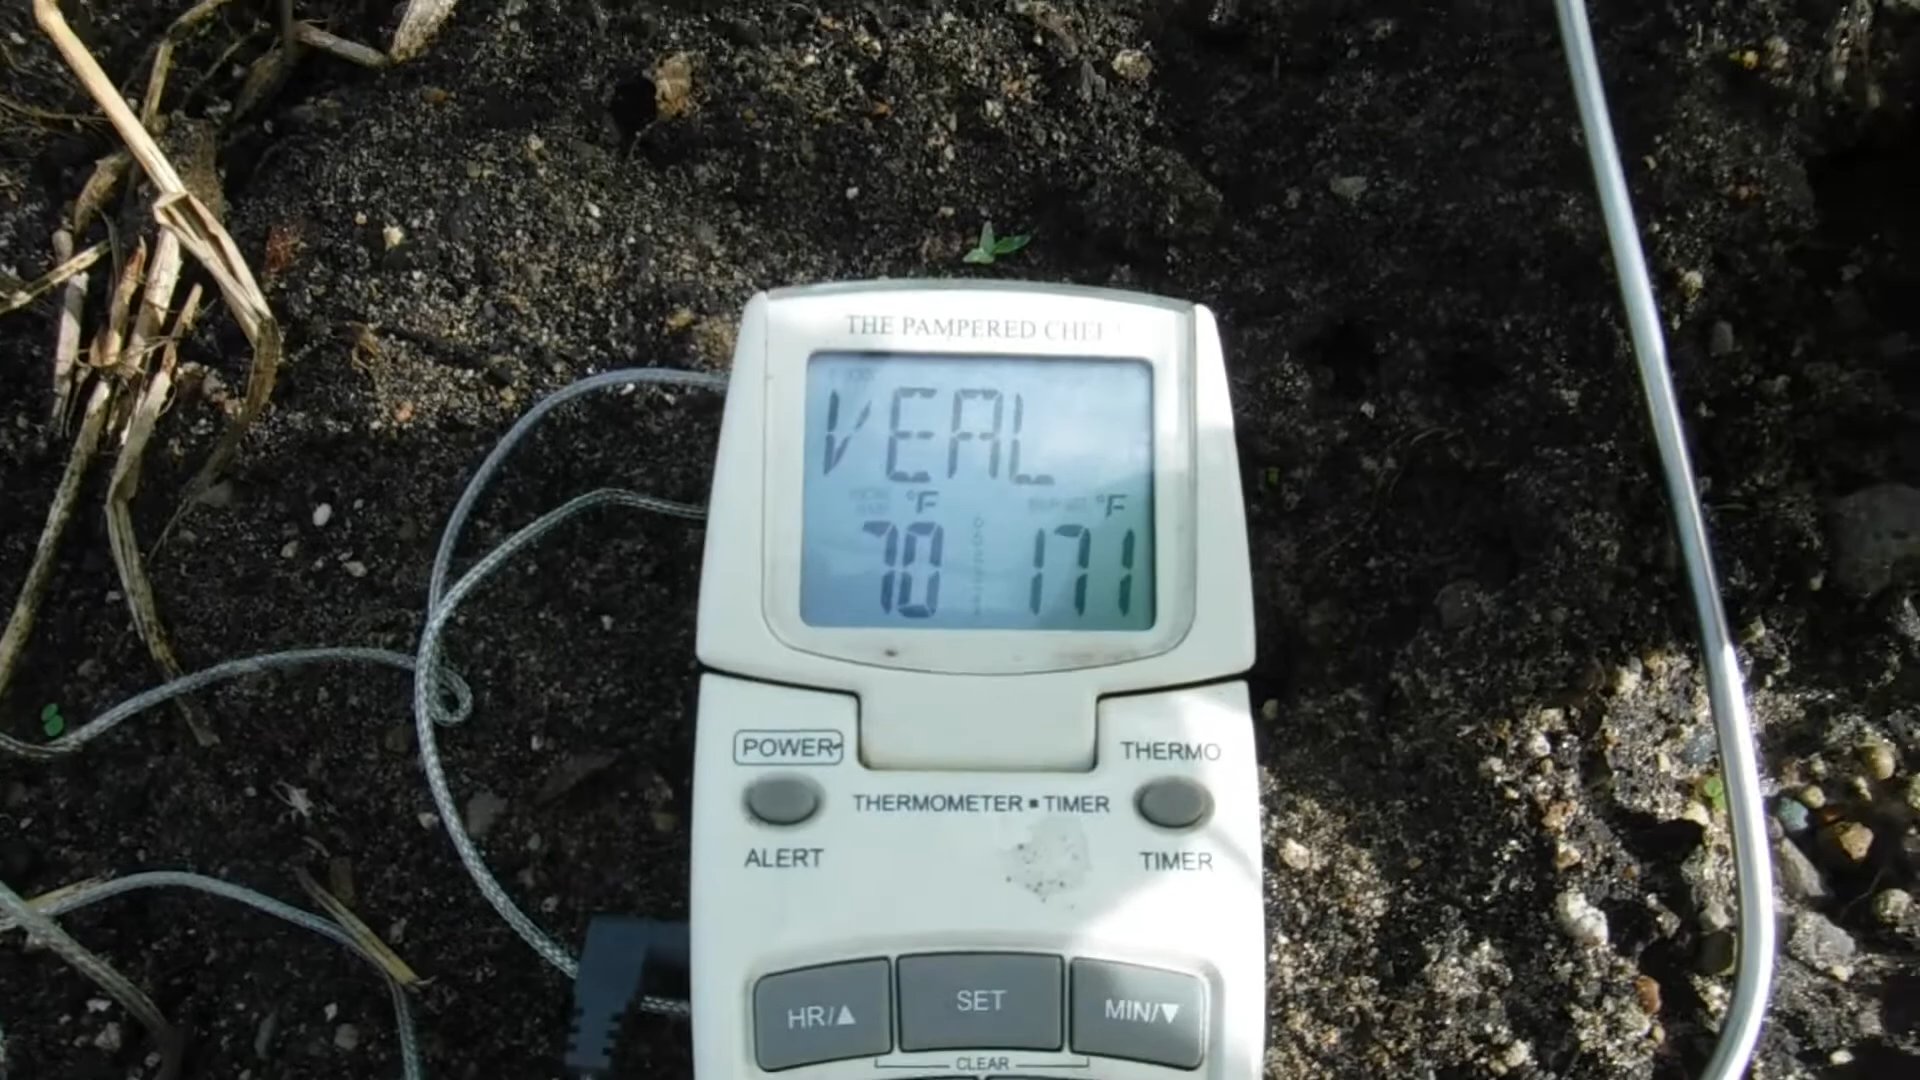 THE PAMPERED CHEF
VEAL
°F °F
70 171
POWER
THERMO
THERMOMETER ▪ TIMER
ALERT
TIMER
HR/▲
SET
MIN/▼
CLEAR